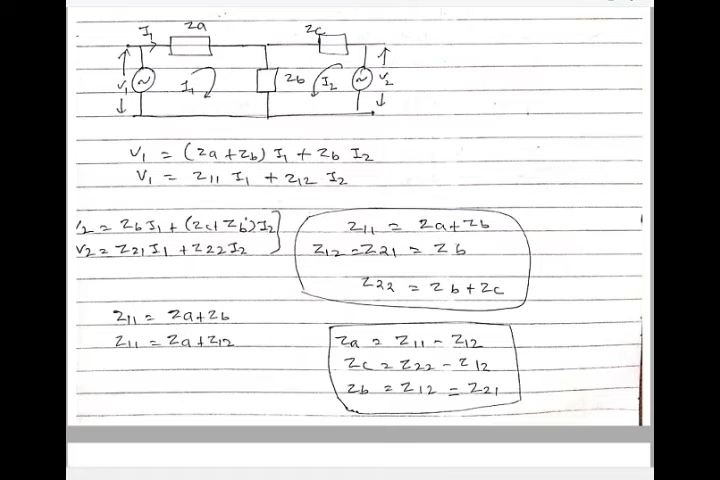 I1 Za Zc
V1 I1 Zb I2 V2
V1 = (Za + Zb) I1 + Zb I2
V1 = Z11 I1 + Z12 I2
V2 = Zb I1 + (Zc + Zb) I2
V2 = Z21 I1 + Z22 I2
Z11 = Za + Zb
Z12 = Z21 = Zb
Z22 = Zb + Zc
Z11 = Za + Zb
Z11 = Za + Z12
Za = Z11 - Z12
Zc = Z22 - Z12
Zb = Z12 = Z21